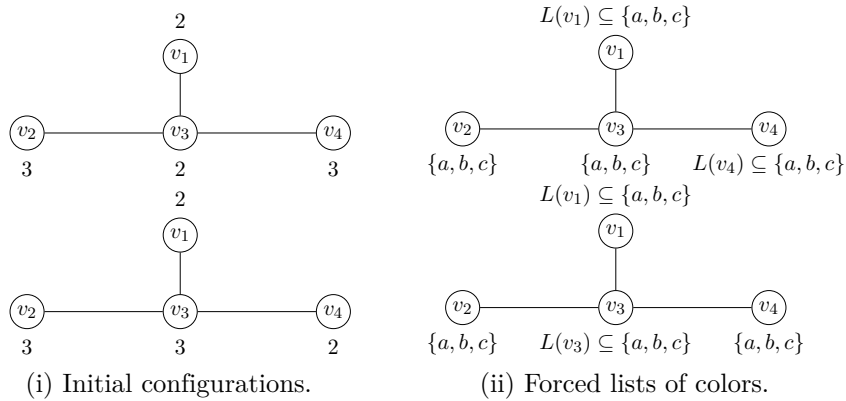 2
v1
v2 v3 v4
3 2 3
2
v1
v2 v3 v4
3 3 2
(i) Initial configurations.
L(v1) ⊆ {a, b, c}
v1
v2 v3 v4
{a, b, c} {a, b, c} L(v4) ⊆ {a, b, c}
L(v1) ⊆ {a, b, c}
v1
v2 v3 v4
{a, b, c} L(v3) ⊆ {a, b, c} {a, b, c}
(ii) Forced lists of colors.